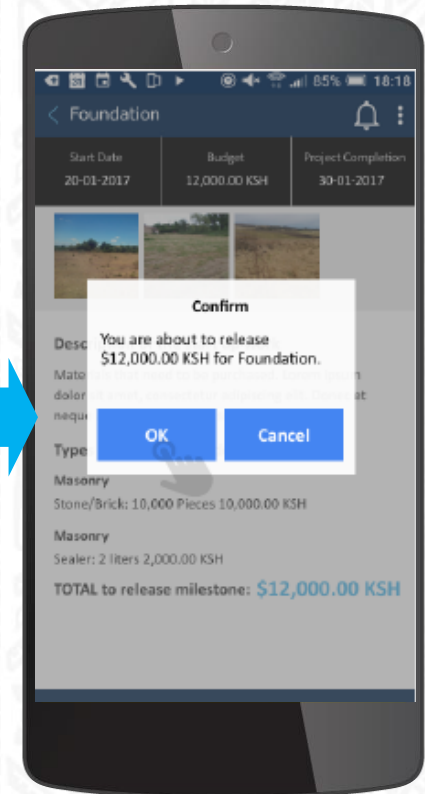 85% 18:18
Foundation
Start Date Budget Project Completion
20-01-2017 12,000.00 KSH 30-01-2017
Confirm
You are about to release
$12,000.00 KSH for Foundation.
OK Cancel
Masonry
Stone/Brick: 10,000 Pieces 10,000.00 KSH
Masonry
Sealer: 2 liters 2,000.00 KSH
TOTAL to release milestone: $12,000.00 KSH